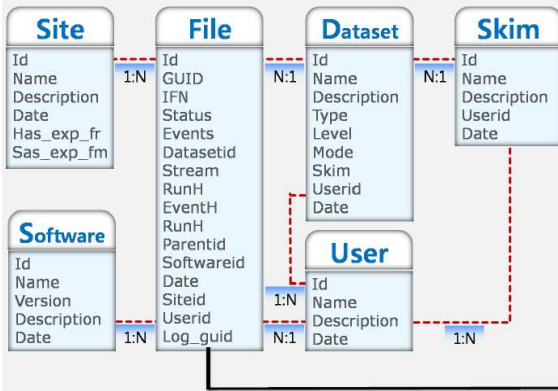 Site
Id
Name
Description
Date
Has_exp_fr
Sas_exp_fm
1:N
File
Id
GUID
IFN
Status
Events
Datasetid
Stream
RunH
EventH
RunH
Parentid
Softwareid
Date
Siteid
Userid
Log_guid
N:1
Dataset
Id
Name
Description
Type
Level
Mode
Skim
Userid
Date
N:1
Skim
Id
Name
Description
Userid
Date
Software
Id
Name
Version
Description
Date
1:N
1:N
N:1
User
Id
Name
Description
Date
1:N